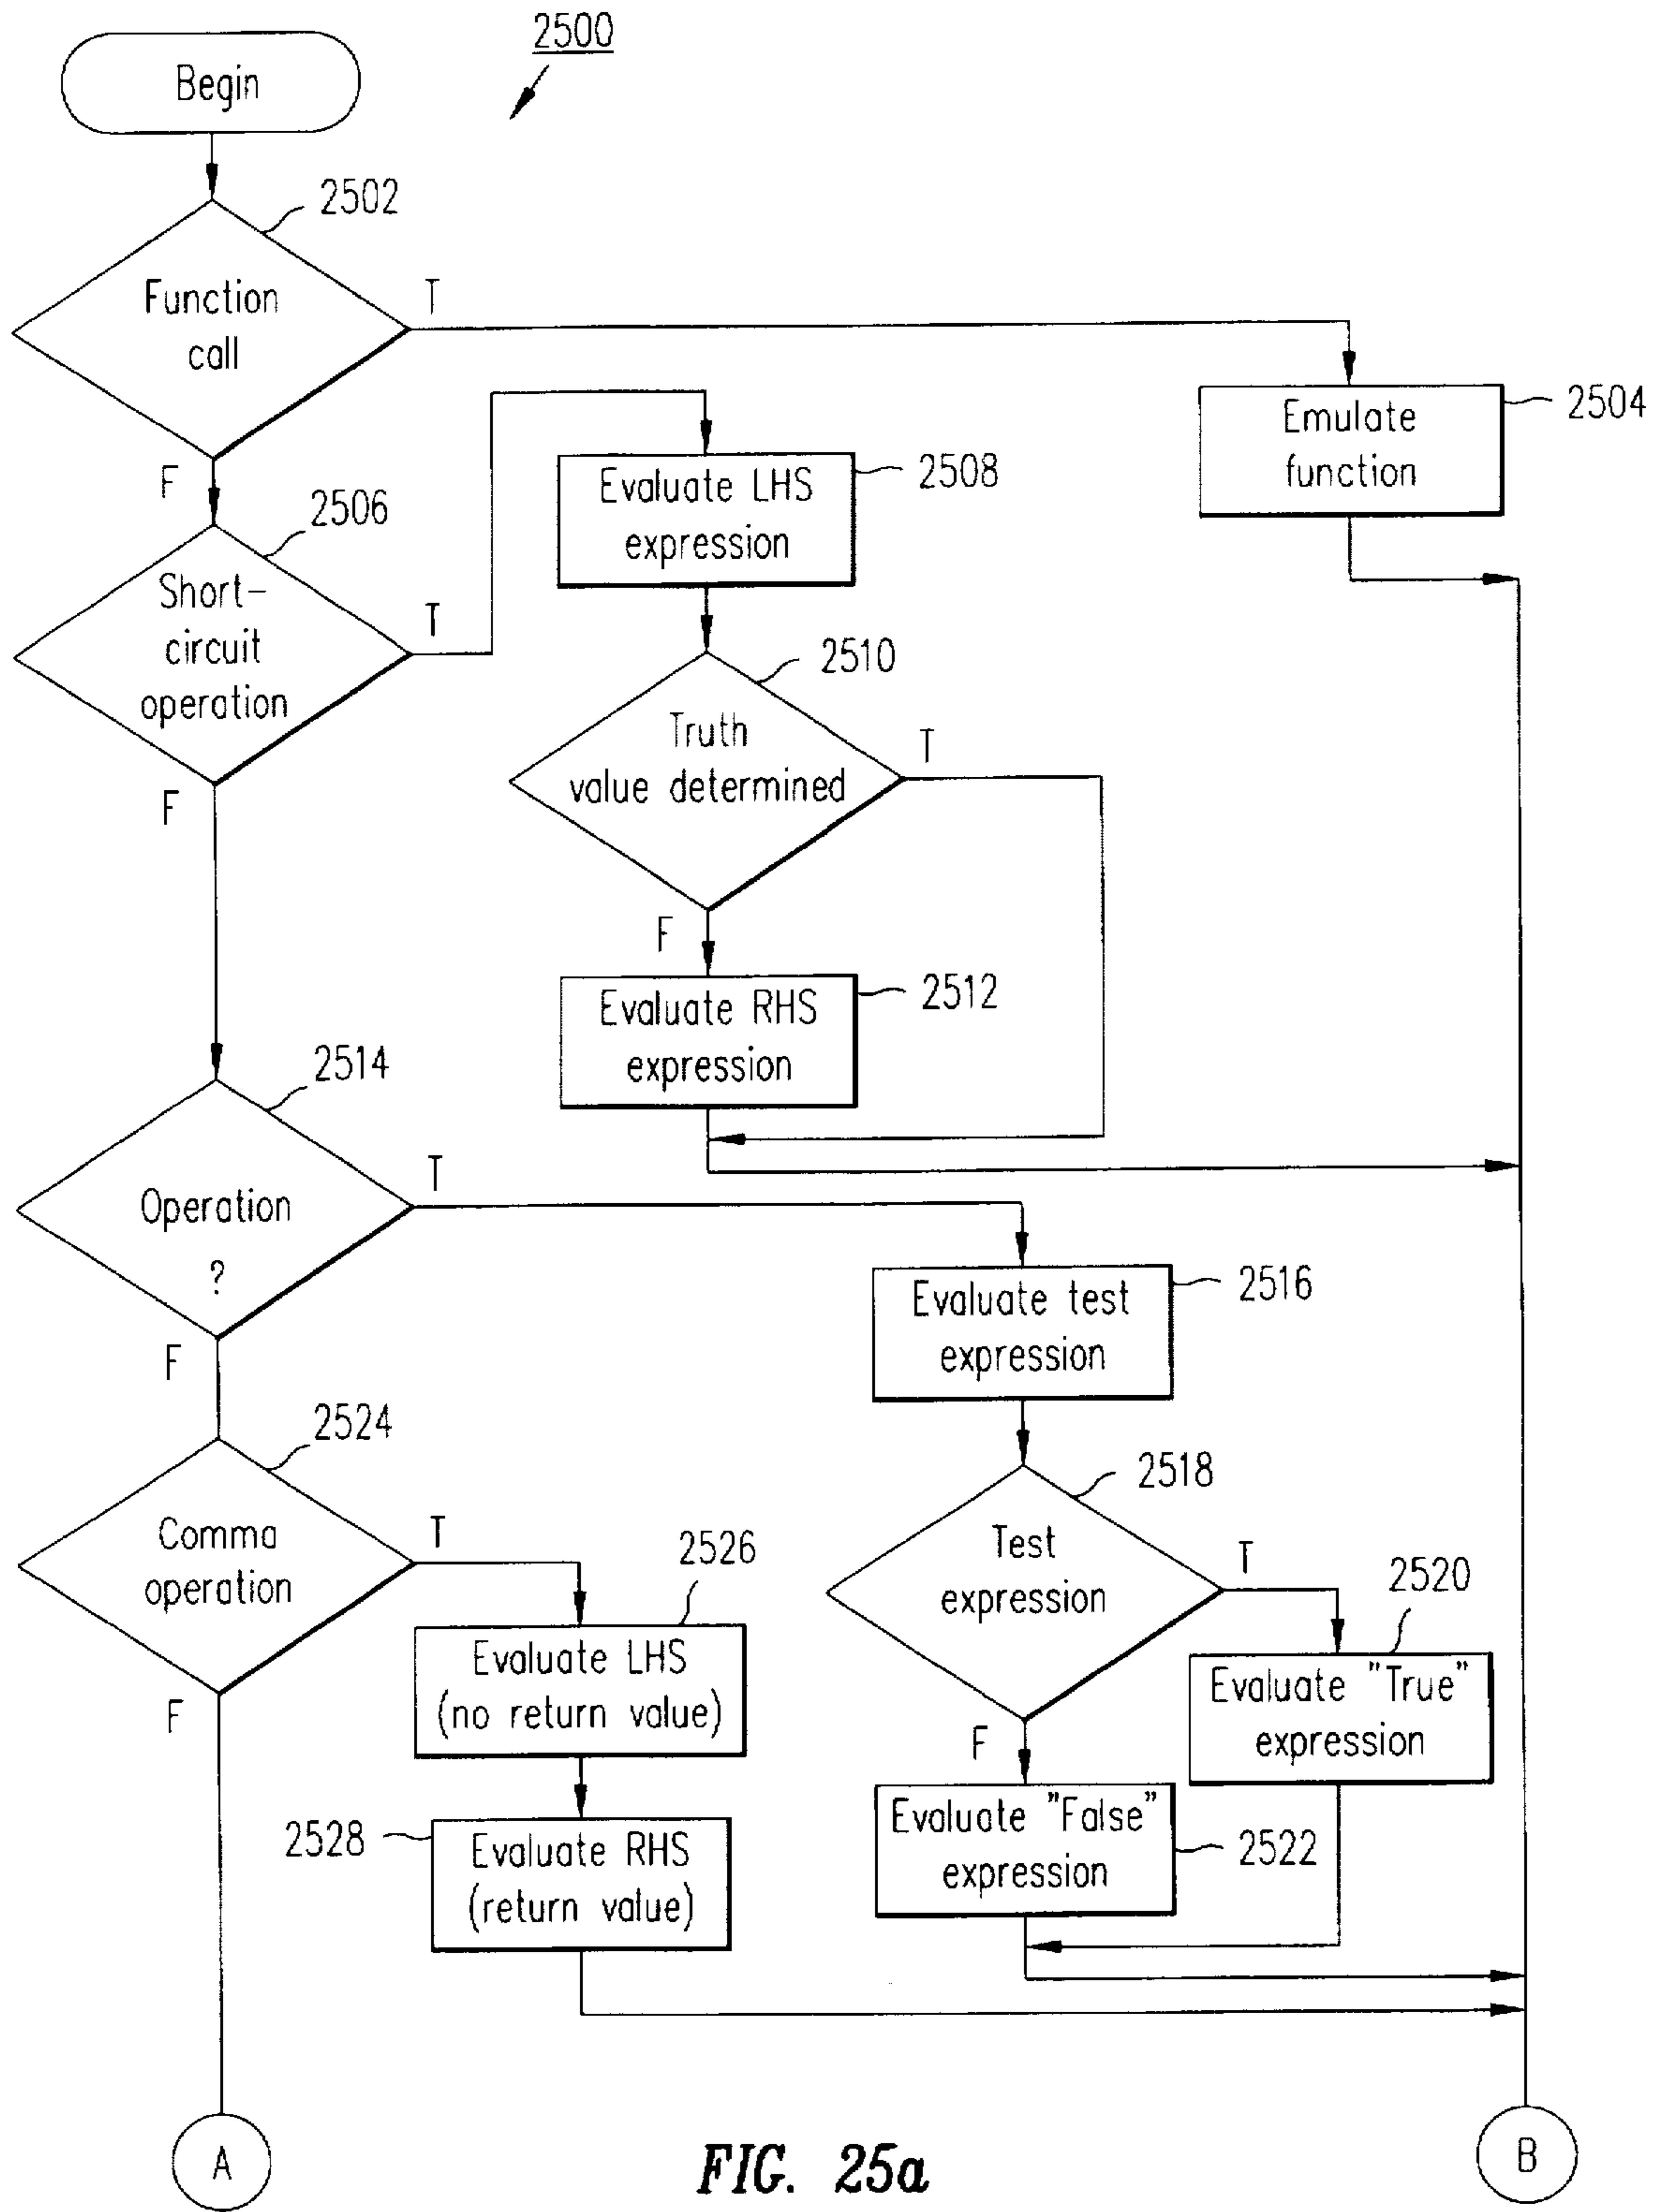 2500
Begin
2502
Function
call
T
F
Emulate
function
2504
2506
Short-
circuit
operation
T
F
Evaluate LHS
expression
2508
2510
Truth
value determined
T
F
Evaluate RHS
expression
2512
2514
Operation
?
T
F
Evaluate test
expression
2516
2518
Test
expression
T
F
2520
Evaluate "True"
expression
Evaluate "False"
expression
2522
2524
Comma
operation
T
F
2526
Evaluate LHS
(no return value)
2528
Evaluate RHS
(return value)
A
B
FIG. 25a